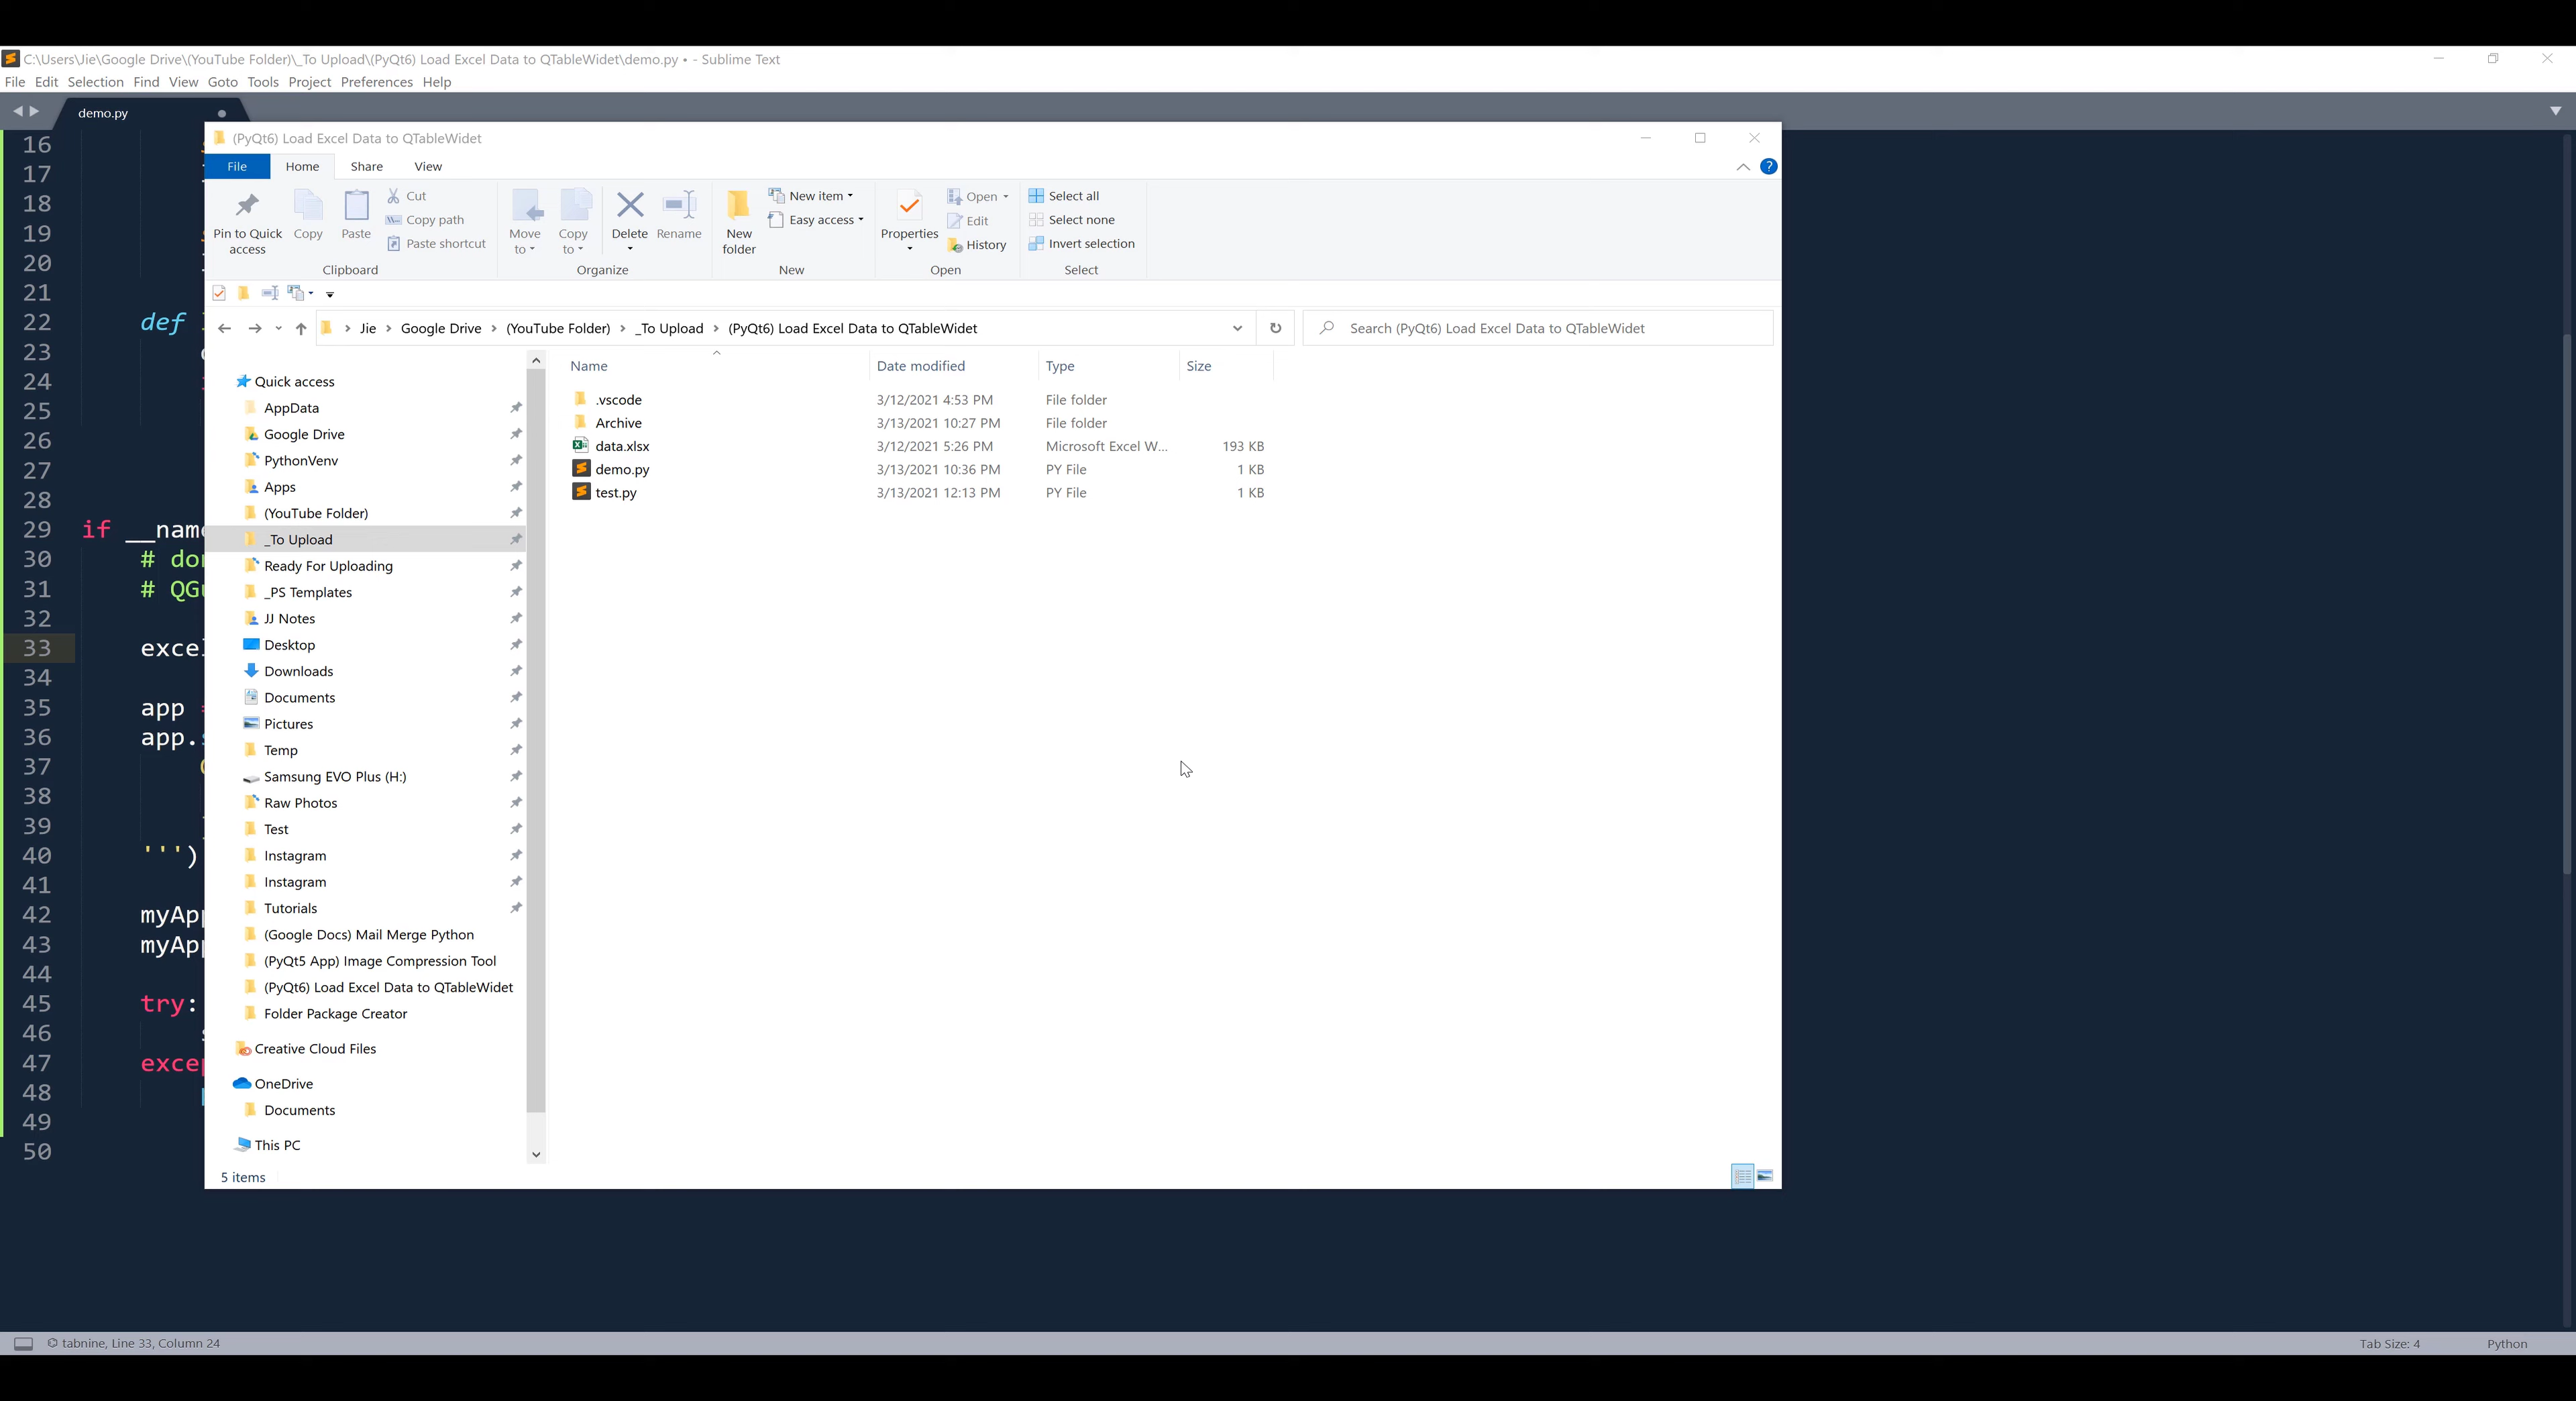 C:\Users\Jie\Google Drive\(YouTube Folder)\_To Upload\(PyQt6) Load Excel Data to QTableWidet\demo.py • - Sublime Text
File Edit Selection Find View Goto Tools Project Preferences Help
demo.py
(PyQt6) Load Excel Data to QTableWidet
File Home Share View
Pin to Quick access
Copy
Paste
Cut
Copy path
Paste shortcut
Clipboard
Move to
Copy to
Delete
Rename
Organize
New folder
New item
Easy access
New
Properties
Open
Edit
History
Open
Select all
Select none
Invert selection
Select
Jie > Google Drive > (YouTube Folder) > _To Upload > (PyQt6) Load Excel Data to QTableWidet
Search (PyQt6) Load Excel Data to QTableWidet
Quick access
AppData
Google Drive
PythonVenv
Apps
(YouTube Folder)
_To Upload
Ready For Uploading
_PS Templates
JJ Notes
Desktop
Downloads
Documents
Pictures
Temp
Samsung EVO Plus (H:)
Raw Photos
Test
Instagram
Instagram
Tutorials
(Google Docs) Mail Merge Python
(PyQt5 App) Image Compression Tool
(PyQt6) Load Excel Data to QTableWidet
Folder Package Creator
Creative Cloud Files
OneDrive
Documents
This PC
Name Date modified Type Size
.vscode 3/12/2021 4:53 PM File folder
Archive 3/13/2021 10:27 PM File folder
data.xlsx 3/12/2021 5:26 PM Microsoft Excel W... 193 KB
demo.py 3/13/2021 10:36 PM PY File 1 KB
test.py 3/13/2021 12:13 PM PY File 1 KB
5 items
16
17
18
19
20
21
22 def
23
24
25
26
27
28
29 if
30 #
31 #
32
33
34
35 app =
36 app.
37
38
39
40 ''')
41
42
43
44
45 try:
46
47
48
49
50
tabnine, Line 33, Column 24
Tab Size: 4
Python